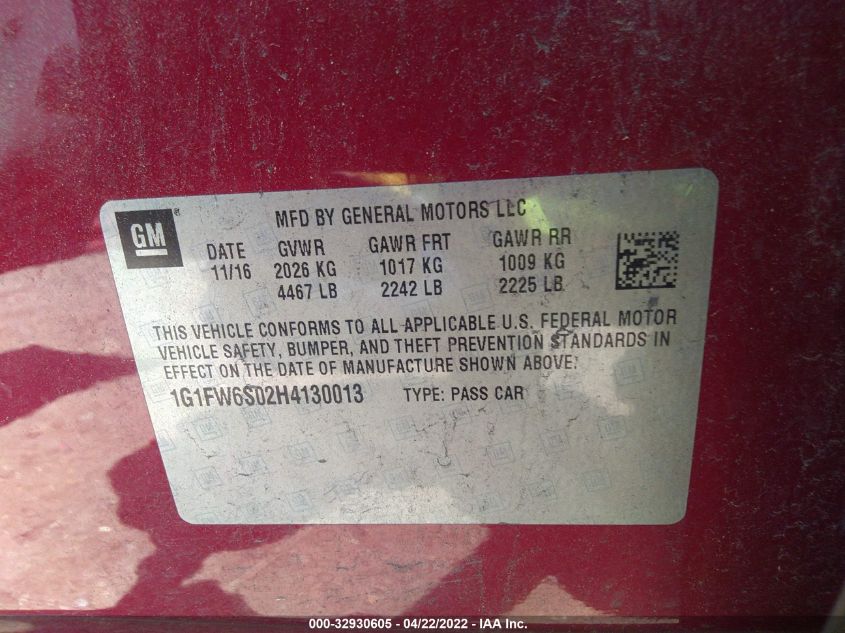 GM
MFD BY GENERAL MOTORS LLC
DATE GVWR GAWR FRT GAWR RR
11/16 2026 KG 1017 KG 1009 KG
4467 LB 2242 LB 2225 LB
THIS VEHICLE CONFORMS TO ALL APPLICABLE U.S. FEDERAL MOTOR
VEHICLE SAFETY, BUMPER, AND THEFT PREVENTION STANDARDS IN
EFFECT ON THE DATE OF MANUFACTURE SHOWN ABOVE.
1G1FW6S02H4130013 TYPE: PASS CAR
000-32930605 - 04/22/2022 - IAA Inc.